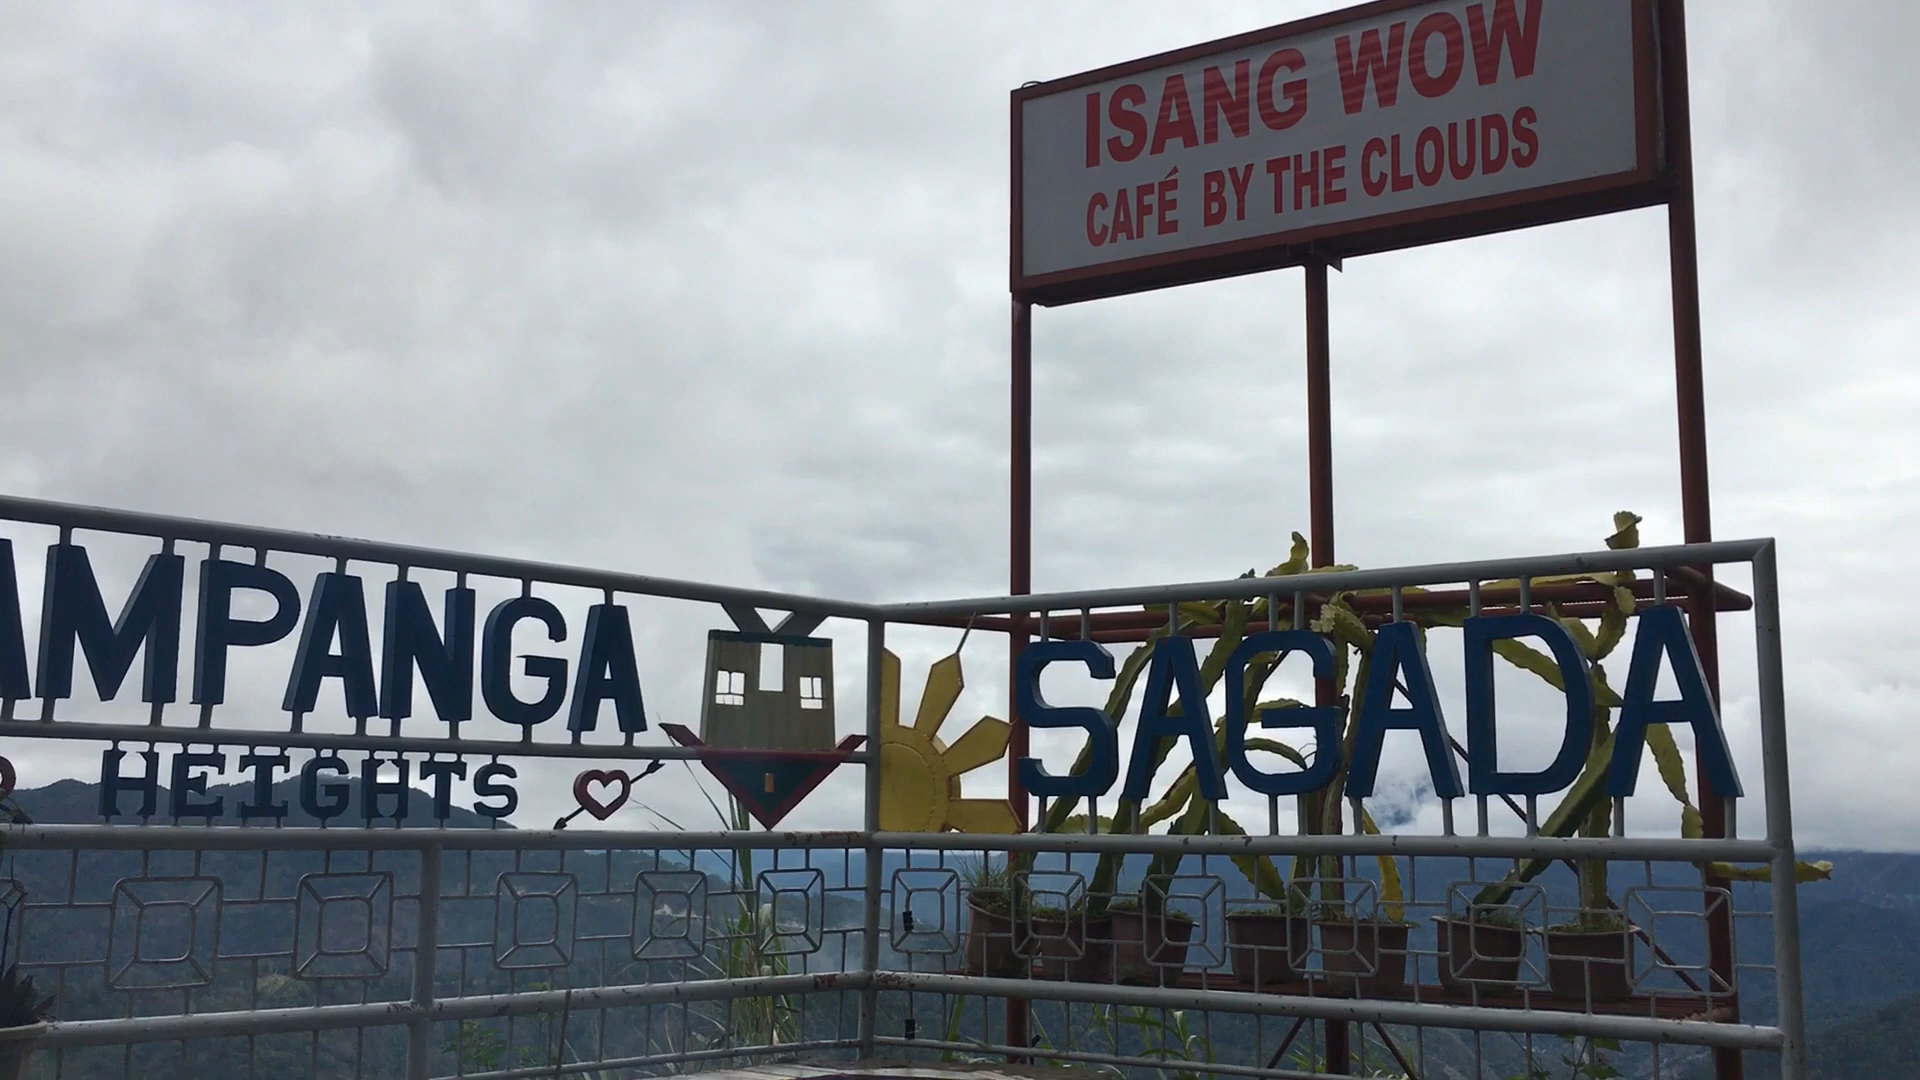 ISANG WOW
CAFÉ BY THE CLOUDS
AMPANGA
HEIGHTS
SAGADA